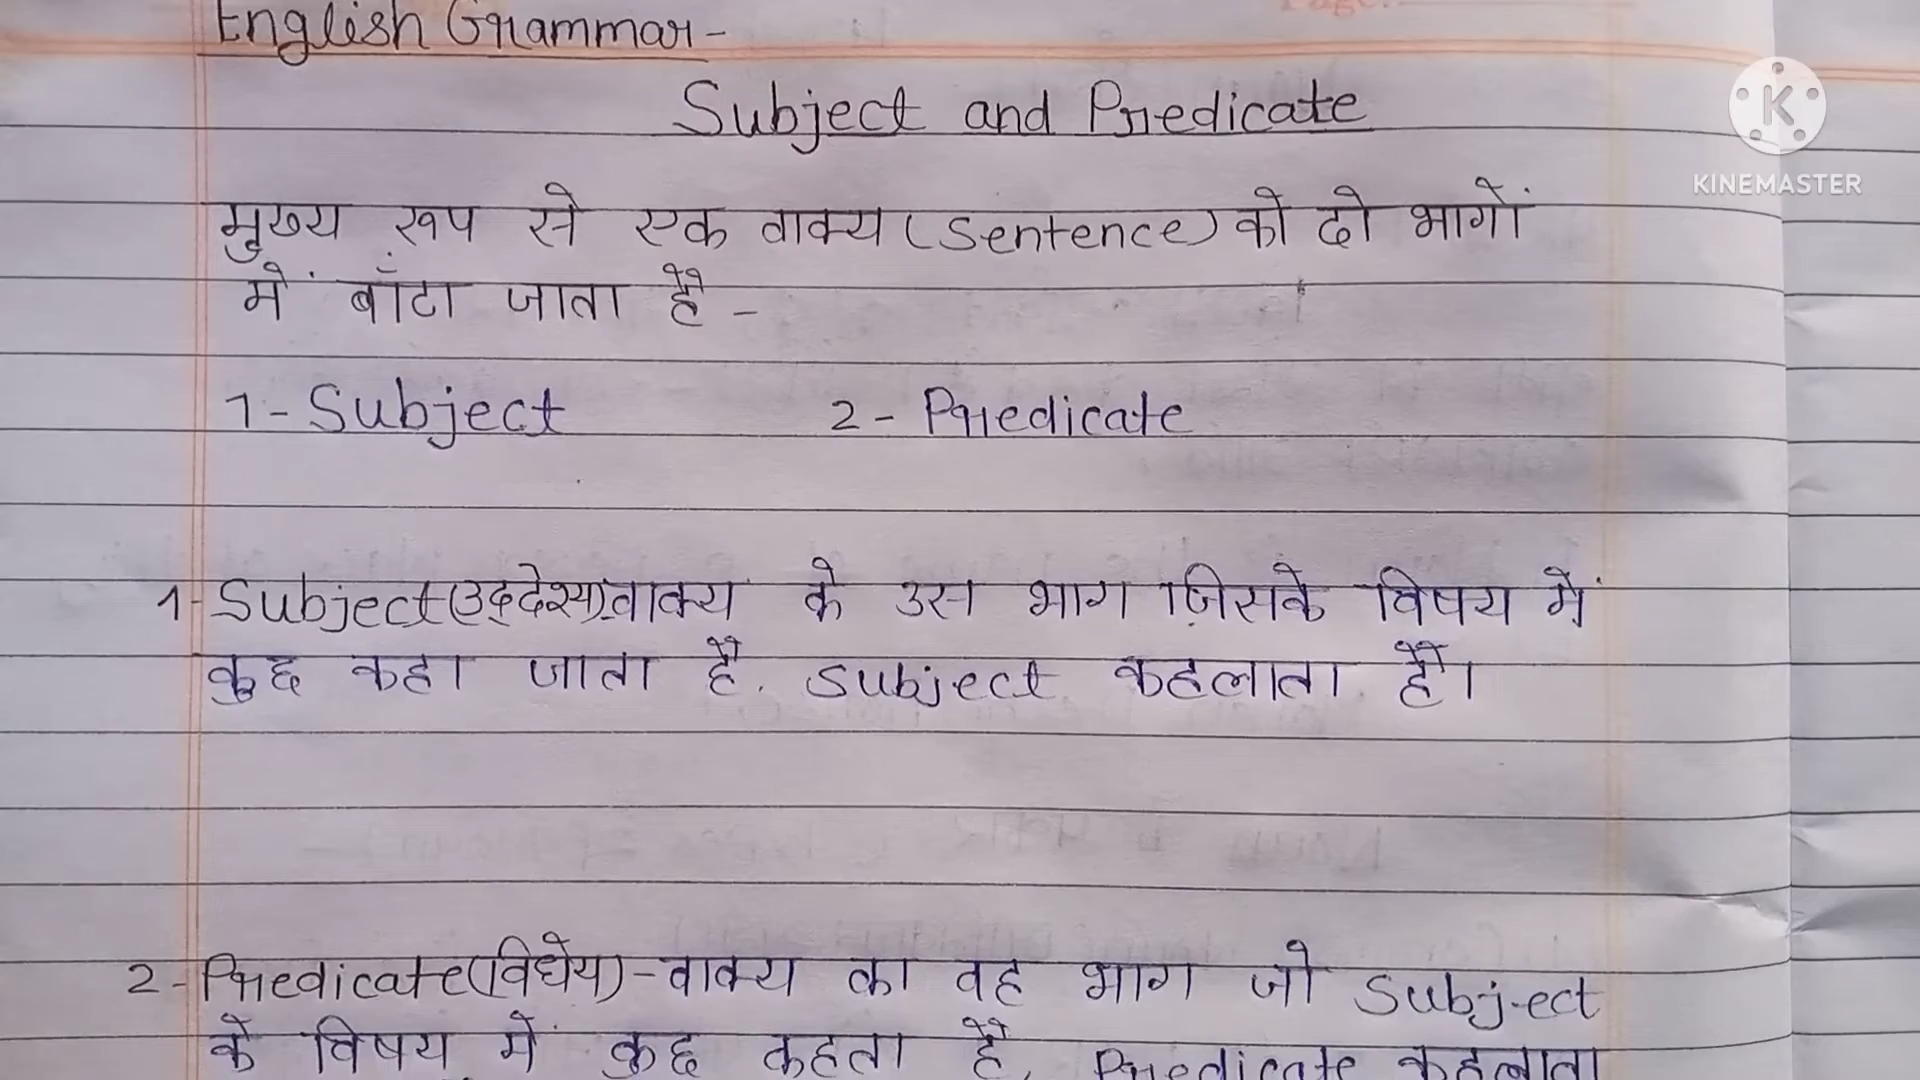 English Grammar-
Subject and Predicate
K
KINEMASTER
मुख्य रूप से एक वाक्य (Sentence) को दो भागों
में बाँटा जाता है -
1- Subject 2- Predicate
1- Subject(उद्देश्य)-वाक्य के उस भाग जिसके विषय में
कुछ कहा जाता है, Subject कहलाता है।
2- Predicate(विधेय)-वाक्य का वह भाग जो Subject
के विषय में कुछ कहता है, Predicate कहलाता